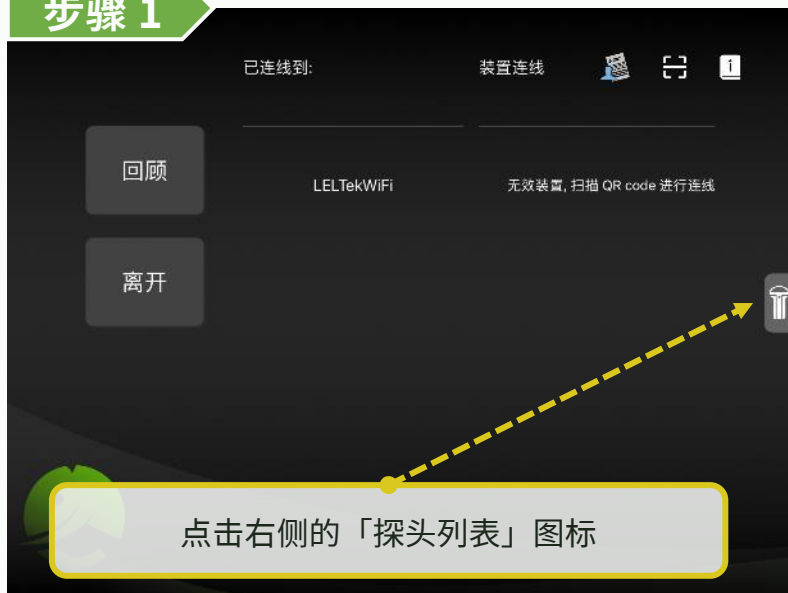 步骤 1
已连线到:
装置连线
回顾
LELTekWiFi
无效装置, 扫描 QR code 进行连线
离开
点击右侧的「探头列表」图标